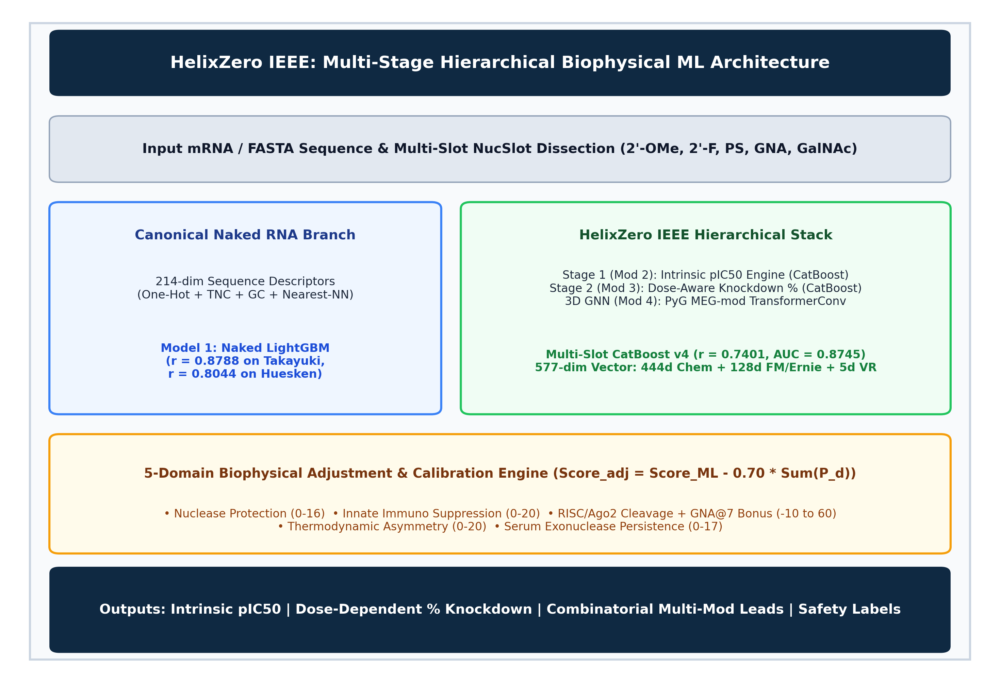 HelixZero IEEE: Multi-Stage Hierarchical Biophysical ML Architecture
Input mRNA / FASTA Sequence & Multi-Slot NucSlot Dissection (2'-OMe, 2'-F, PS, GNA, GalNAc)
Canonical Naked RNA Branch
214-dim Sequence Descriptors
(One-Hot + TNC + GC + Nearest-NN)
Model 1: Naked LightGBM
(r = 0.8788 on Takayuki,
r = 0.8044 on Huesken)
HelixZero IEEE Hierarchical Stack
Stage 1 (Mod 2): Intrinsic pIC50 Engine (CatBoost)
Stage 2 (Mod 3): Dose-Aware Knockdown % (CatBoost)
3D GNN (Mod 4): PyG MEG-mod TransformerConv
Multi-Slot CatBoost v4 (r = 0.7401, AUC = 0.8745)
577-dim Vector: 444d Chem + 128d FM/Ernie + 5d VR
5-Domain Biophysical Adjustment & Calibration Engine (Score_adj = Score_ML - 0.70 * Sum(P_d))
• Nuclease Protection (0-16) • Innate Immuno Suppression (0-20) • RISC/Ago2 Cleavage + GNA@7 Bonus (-10 to 60)
• Thermodynamic Asymmetry (0-20) • Serum Exonuclease Persistence (0-17)
Outputs: Intrinsic pIC50 | Dose-Dependent % Knockdown | Combinatorial Multi-Mod Leads | Safety Labels